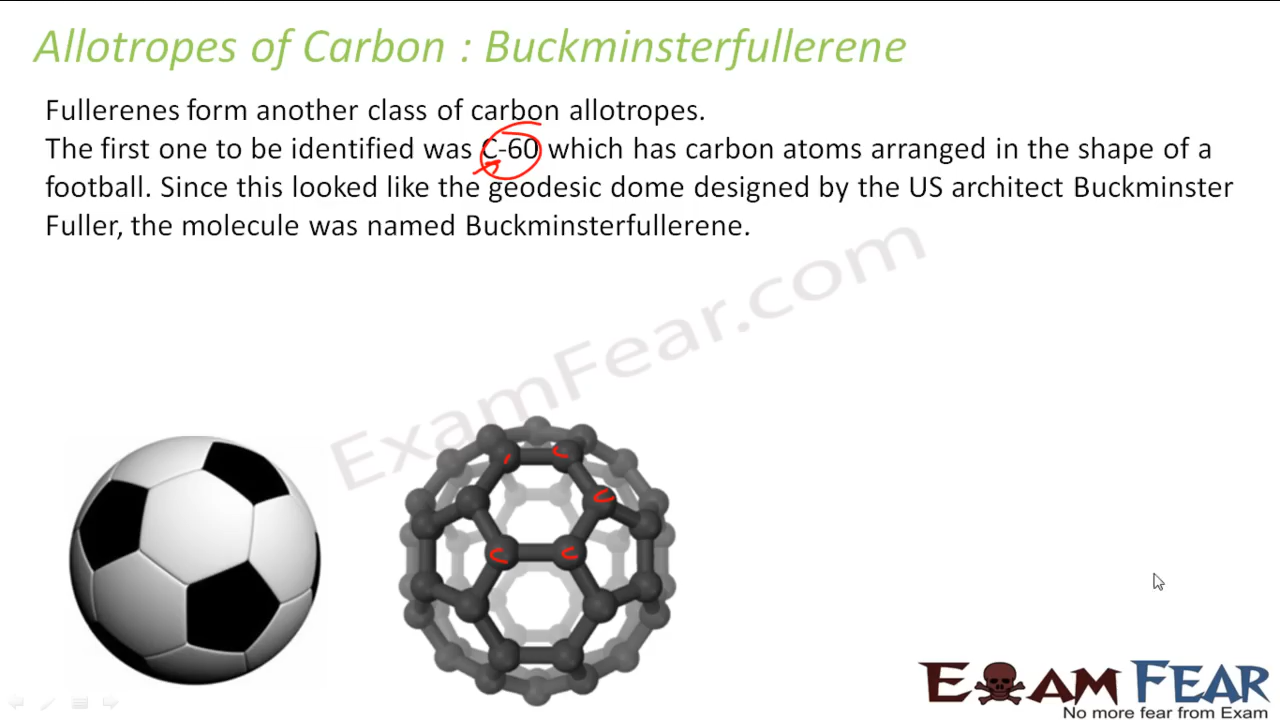 Allotropes of Carbon : Buckminsterfullerene
Fullerenes form another class of carbon allotropes.
The first one to be identified was C-60 which has carbon atoms arranged in the shape of a
football. Since this looked like the geodesic dome designed by the US architect Buckminster
Fuller, the molecule was named Buckminsterfullerene.
ExamFear.com
C
C
C C
EXAM FEAR
No more fear from Exam